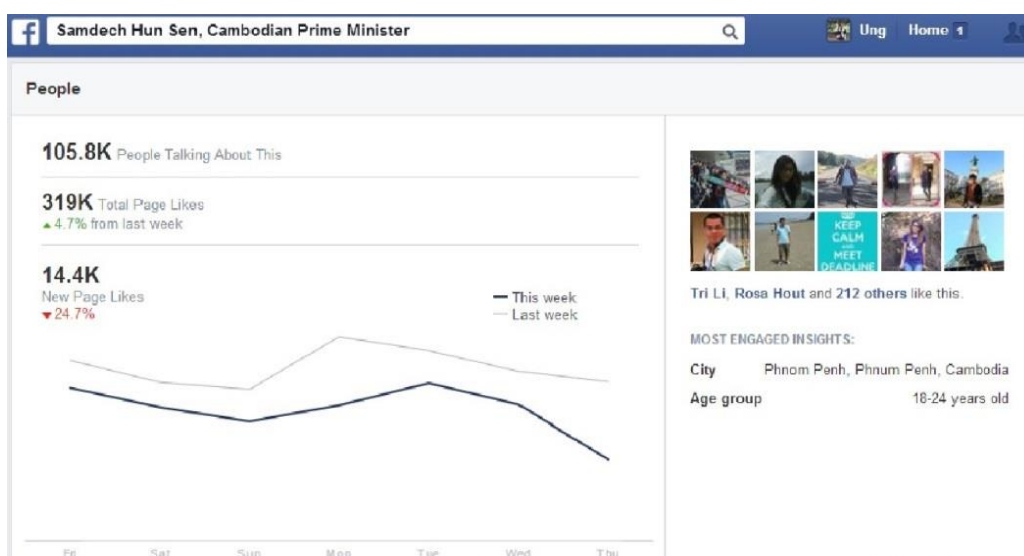 f Samdech Hun Sen, Cambodian Prime Minister Ung Home 1
People
105.8K People Talking About This
319K Total Page Likes
4.7% from last week
14.4K
New Page Likes
24.7%
This week
Last week
Fri Sat Sun Mon Tue Wed Thu
KEEP
CALM
AND
MEET
DEADLINE
Tri Li, Rosa Hout and 212 others like this.
MOST ENGAGED INSIGHTS:
City Phnom Penh, Phnum Penh, Cambodia
Age group 18-24 years old